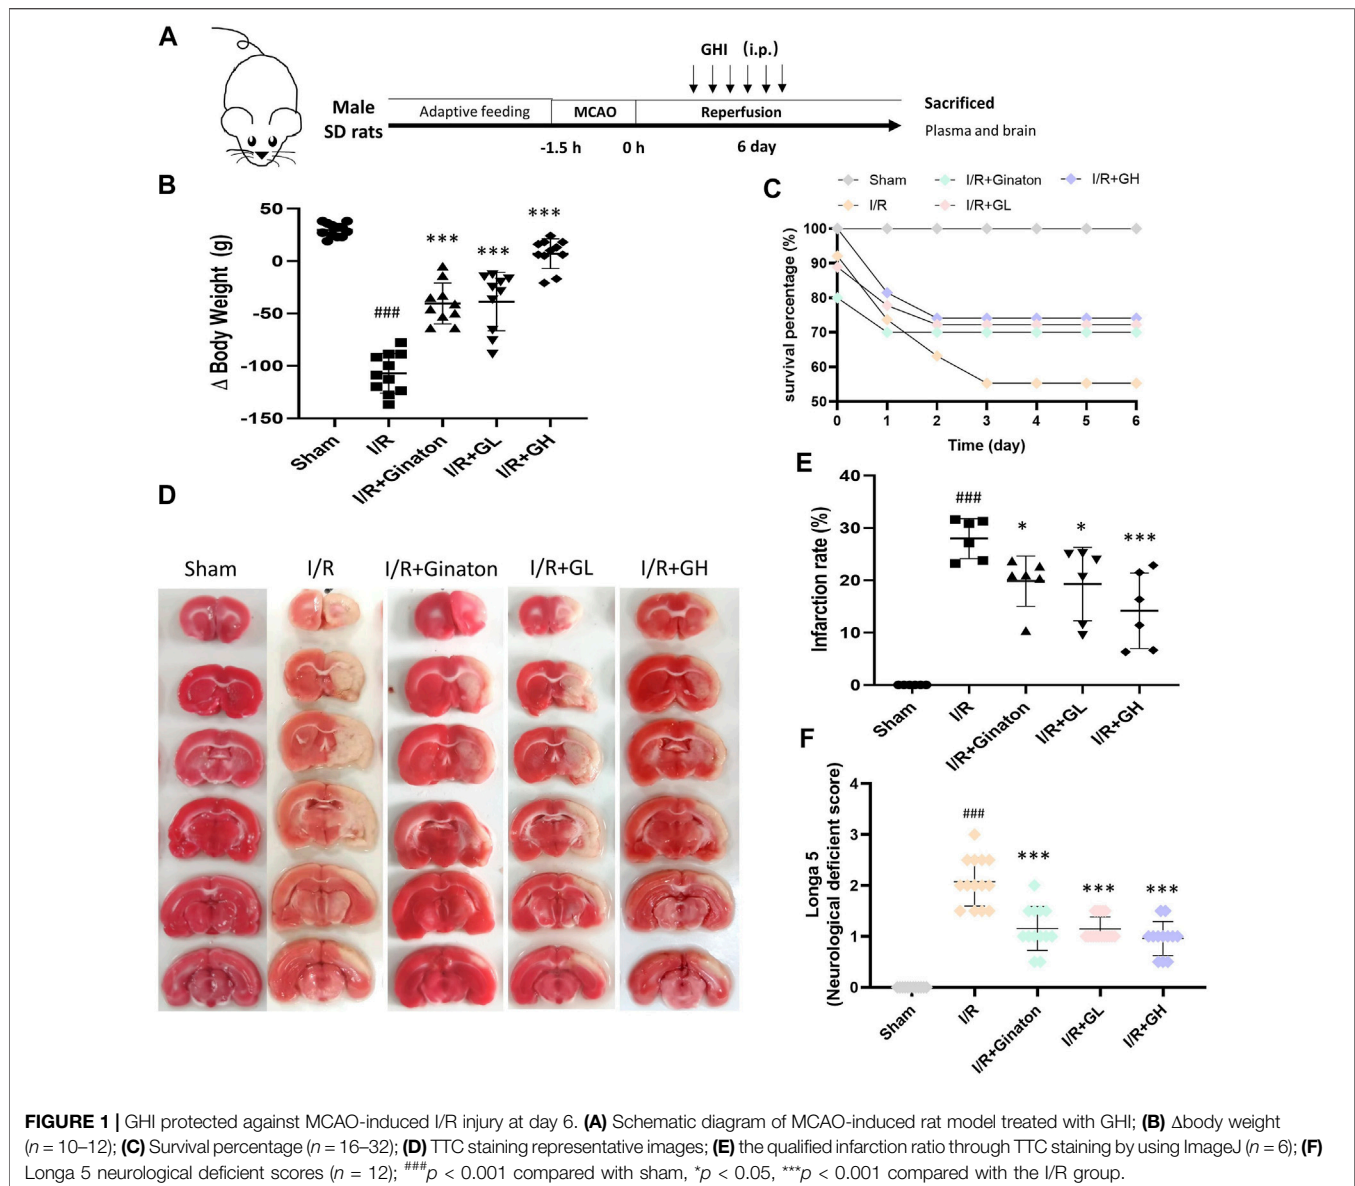 A
GHI (i.p.)
Male
SD rats
Adaptive feeding
MCAO
Reperfusion
Sacrificed
Plasma and brain
-1.5 h
0 h
6 day
B
Δ Body Weight (g)
50
0
-50
-100
-150
###
***
***
***
Sham
I/R
I/R+Ginaton
I/R+GL
I/R+GH
C
Sham
I/R+Ginaton
I/R+GH
I/R
I/R+GL
survival percentage (%)
100
90
80
70
60
50
0 1 2 3 4 5 6
Time (day)
D
Sham
I/R
I/R+Ginaton
I/R+GL
I/R+GH
E
Infarction rate (%)
40
30
20
10
0
###
*
*
***
Sham
I/R
I/R+Ginaton
I/R+GL
I/R+GH
F
Longa 5
(Neurological deficient score)
4
3
2
1
0
###
***
***
***
Sham
I/R
I/R+Ginaton
I/R+GL
I/R+GH
FIGURE 1 | GHI protected against MCAO-induced I/R injury at day 6. (A) Schematic diagram of MCAO-induced rat model treated with GHI; (B) Δbody weight
(n = 10–12); (C) Survival percentage (n = 16–32); (D) TTC staining representative images; (E) the qualified infarction ratio through TTC staining by using ImageJ (n = 6); (F)
Longa 5 neurological deficient scores (n = 12); ###p < 0.001 compared with sham, *p < 0.05, ***p < 0.001 compared with the I/R group.